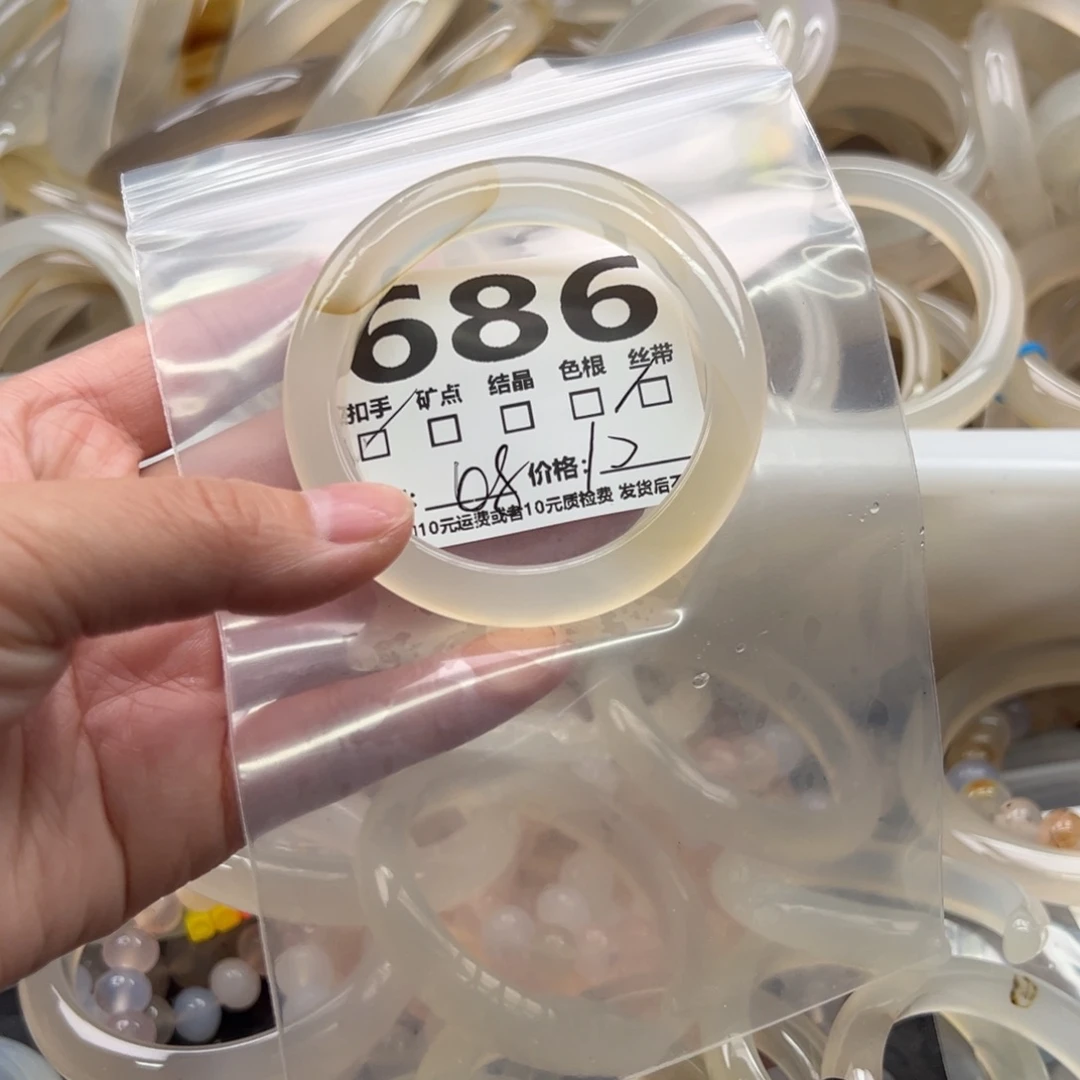 686
扣手 矿点 结晶 色根 丝带
: 08 价格: 12
10元运费或者10元质检费 发货后不